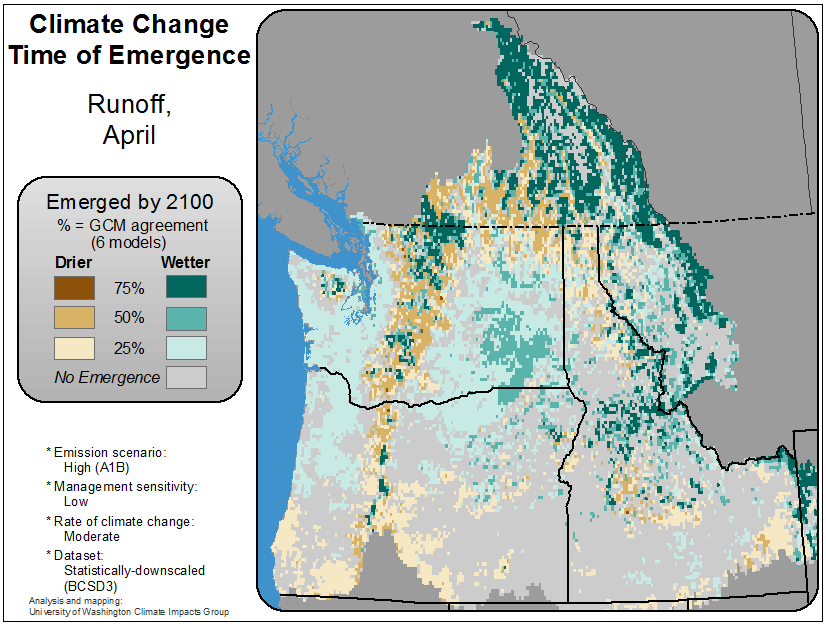 Climate Change
Time of Emergence
Runoff,
April
Emerged by 2100
% = GCM agreement
(6 models)
Drier Wetter
75%
50%
25%
No Emergence
* Emission scenario:
High (A1B)
* Management sensitivity:
Low
* Rate of climate change:
Moderate
* Dataset:
Statistically-downscaled
(BCSD3)
Analysis and mapping:
University of Washington Climate Impacts Group